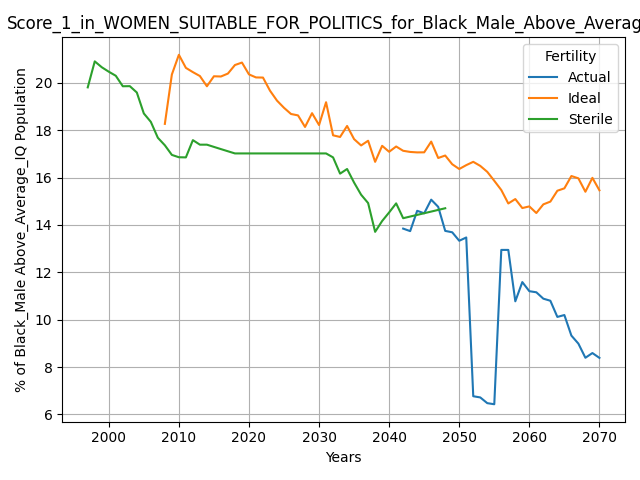 Score_1_in_WOMEN_SUITABLE_FOR_POLITICS_for_Black_Male_Above_Averag
Fertility
Actual
Ideal
Sterile
% of Black_Male Above_Average_IQ Population
20
18
16
14
12
10
8
6
2000 2010 2020 2030 2040 2050 2060 2070
Years